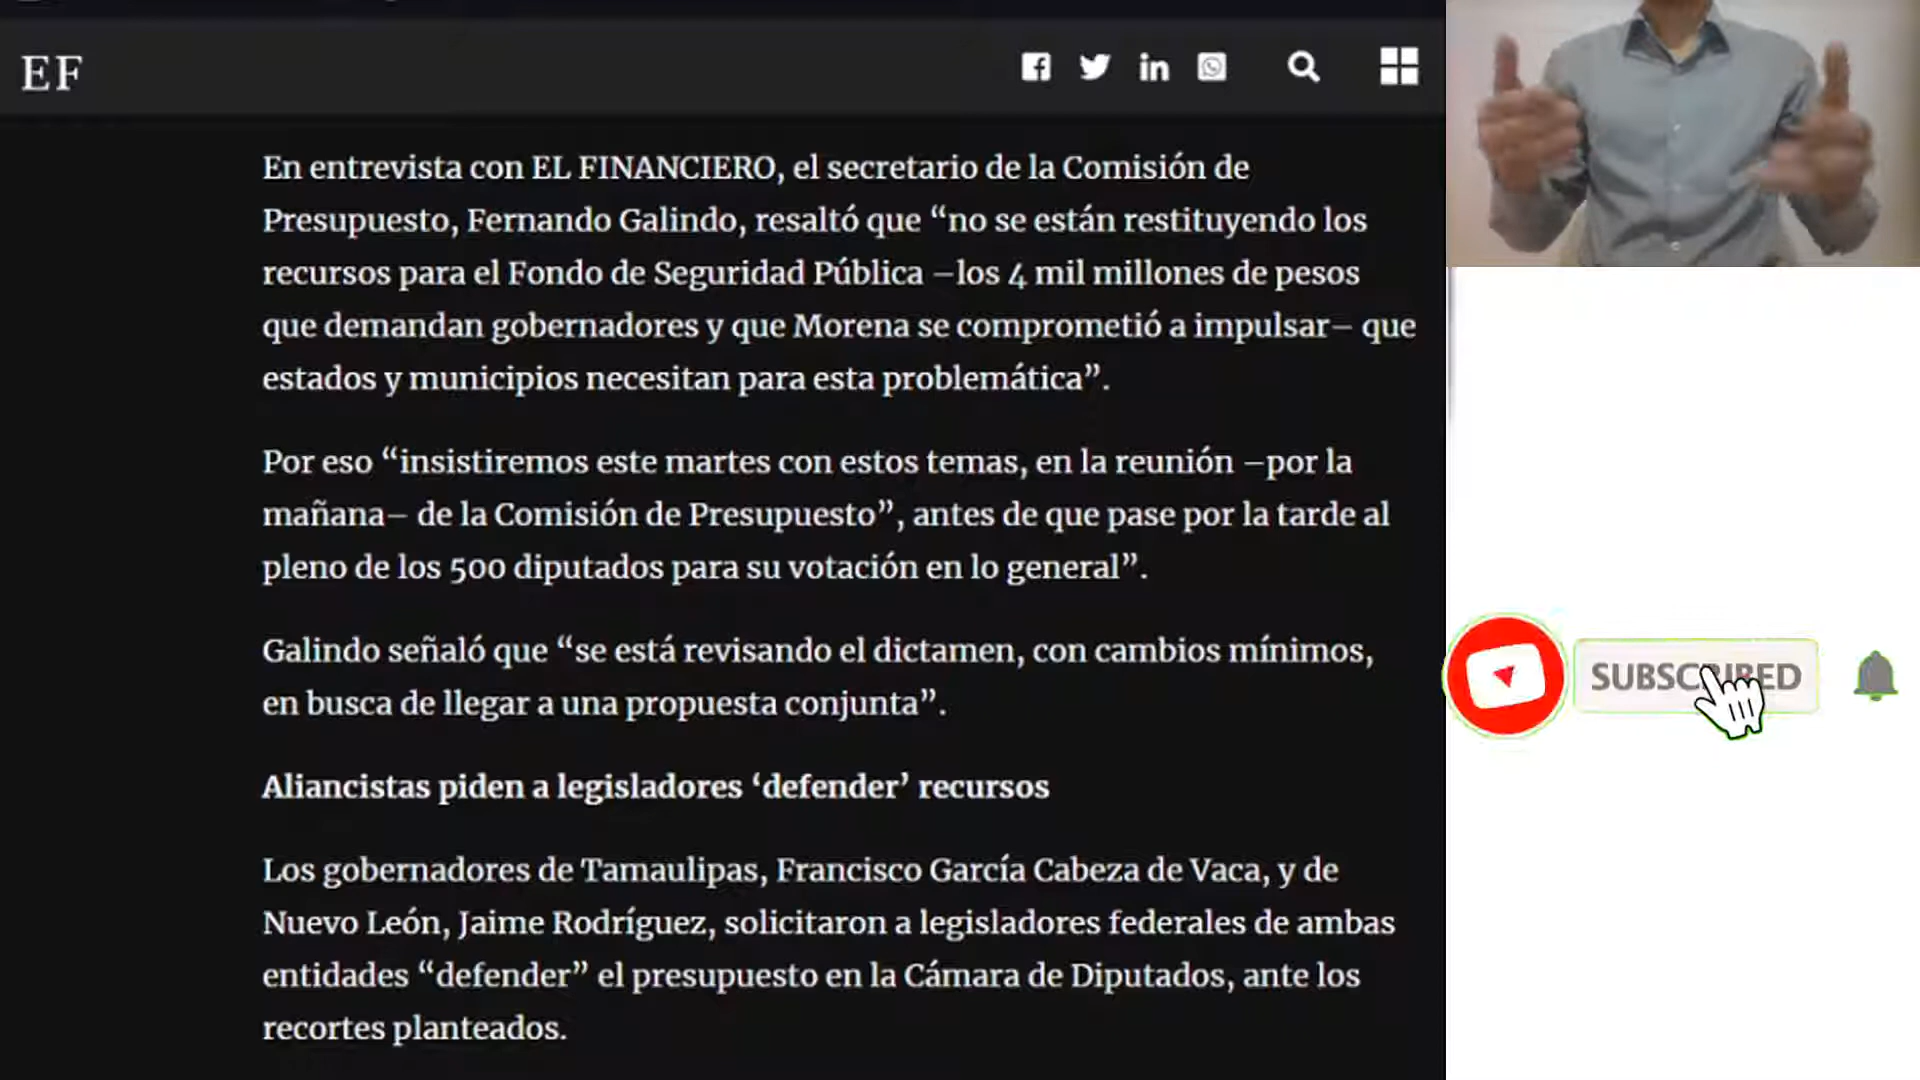 EF
En entrevista con EL FINANCIERO, el secretario de la Comisión de
Presupuesto, Fernando Galindo, resaltó que “no se están restituyendo los
recursos para el Fondo de Seguridad Pública –los 4 mil millones de pesos
que demandan gobernadores y que Morena se comprometió a impulsar– que
estados y municipios necesitan para esta problemática”.
Por eso “insistiremos este martes con estos temas, en la reunión –por la
mañana– de la Comisión de Presupuesto”, antes de que pase por la tarde al
pleno de los 500 diputados para su votación en lo general”.
Galindo señaló que “se está revisando el dictamen, con cambios mínimos,
en busca de llegar a una propuesta conjunta”.
Aliancistas piden a legisladores ‘defender’ recursos
Los gobernadores de Tamaulipas, Francisco García Cabeza de Vaca, y de
Nuevo León, Jaime Rodríguez, solicitaron a legisladores federales de ambas
entidades “defender” el presupuesto en la Cámara de Diputados, ante los
recortes planteados.
SUBSCRIBED